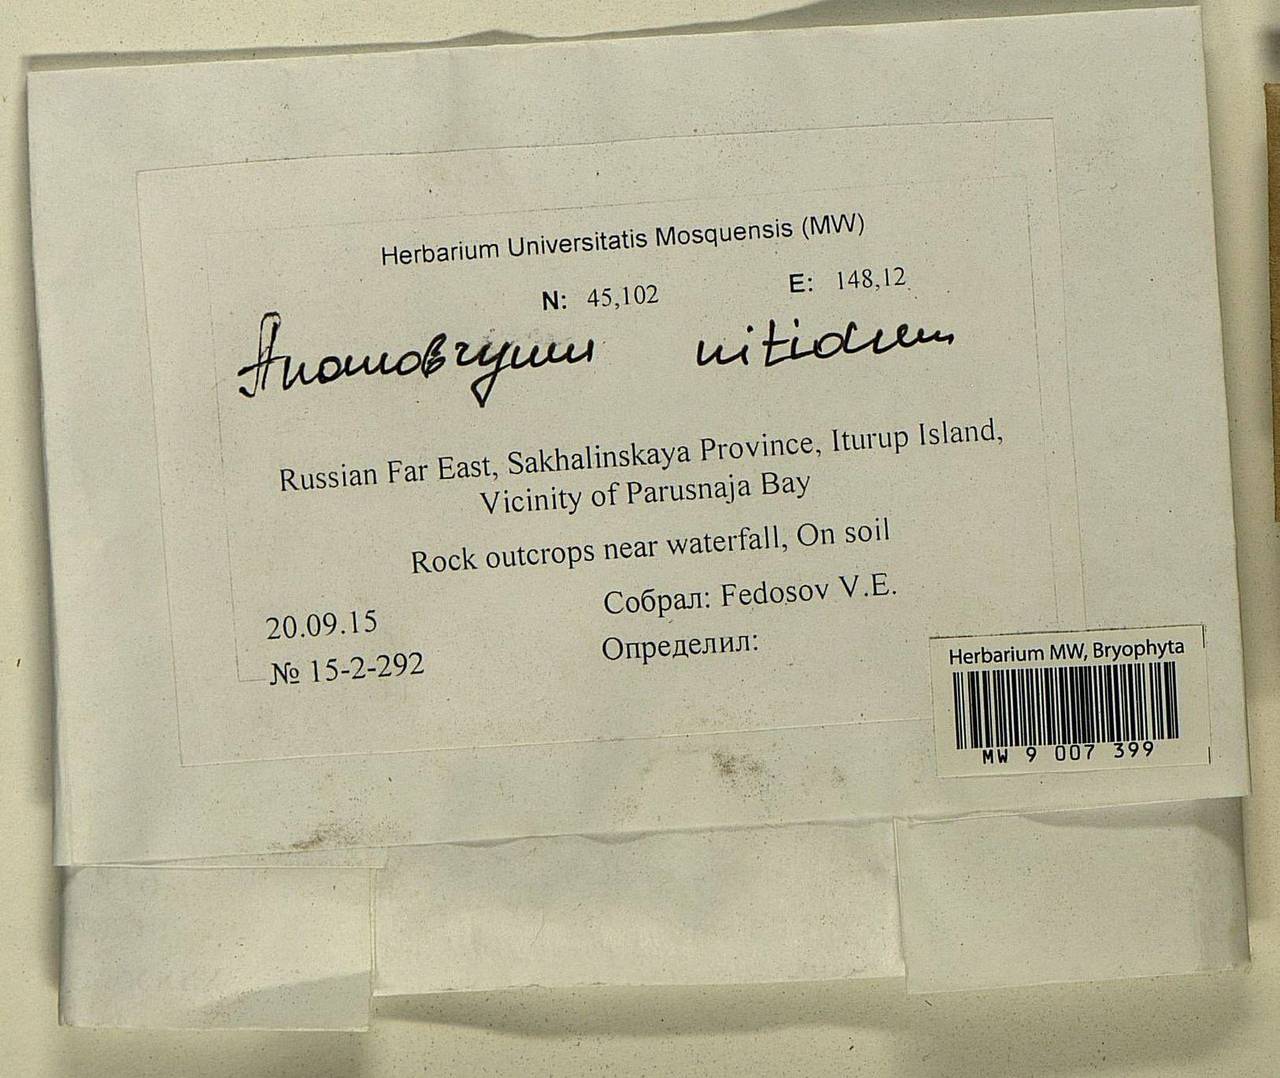 Herbarium Universitatis Mosquensis (MW)
N: 45,102 E: 148,12
Anomobryum nitidum
Russian Far East, Sakhalinskaya Province, Iturup Island,
Vicinity of Parusnaja Bay
Rock outcrops near waterfall, On soil
20.09.15 Собрал: Fedosov V.E.
№ 15-2-292 Определил:
Herbarium MW, Bryophyta
MW 9 007 399